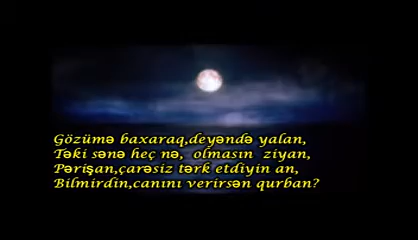 Gözümə baxaraq,deyəndə yalan,
Təki sənə heç nə, olmasın ziyan,
Pərişan,çarəsiz tərk etdiyin an,
Bilmirdin,canını verirsən qurban?